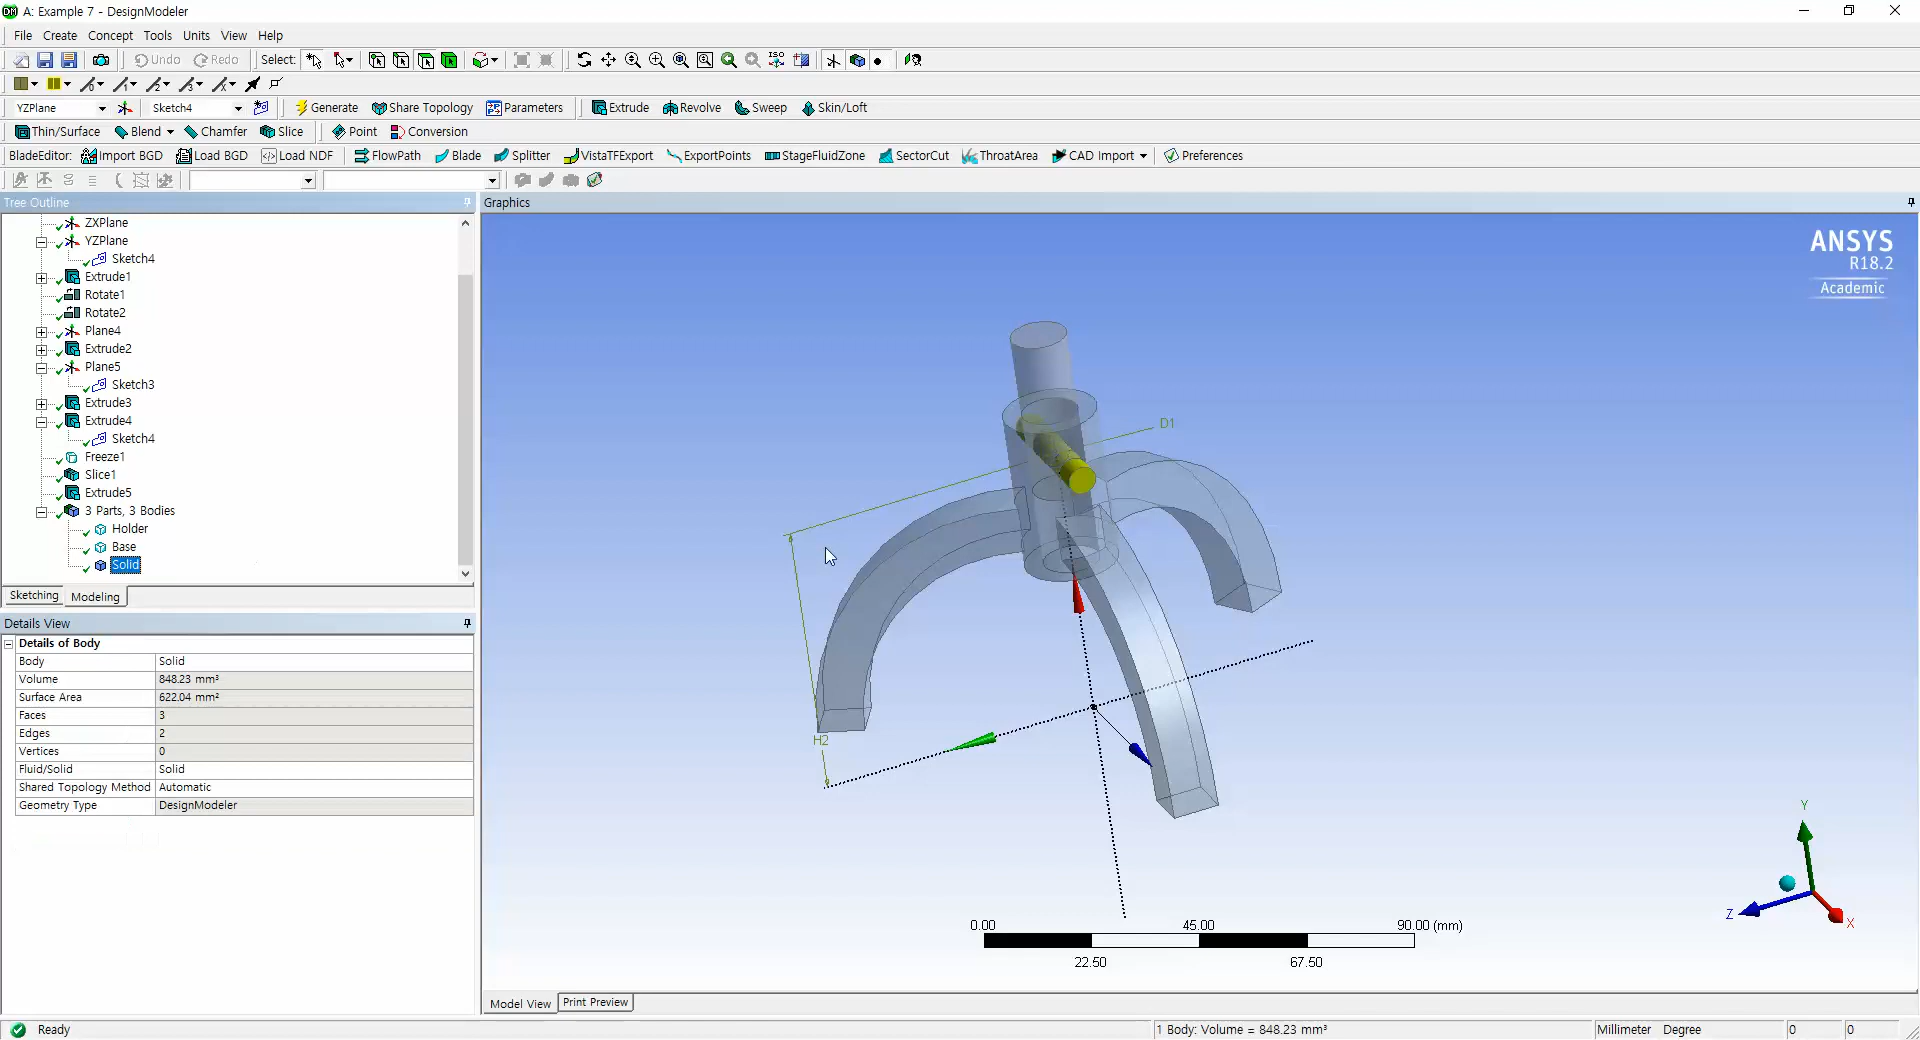 A: Example 7 - DesignModeler
File Create Concept Tools Units View Help
Undo Redo Select: ISO
YZPlane Sketch4 Generate Share Topology Parameters Extrude Revolve Sweep Skin/Loft
Thin/Surface Blend Chamfer Slice Point Conversion
BladeEditor: Import BGD Load BGD Load NDF FlowPath Blade Splitter VistaTFExport ExportPoints StageFluidZone SectorCut ThroatArea CAD Import Preferences
Tree Outline
ZXPlane
YZPlane
Sketch4
Extrude1
Rotate1
Rotate2
Plane4
Extrude2
Plane5
Sketch3
Extrude3
Extrude4
Sketch4
Freeze1
Slice1
Extrude5
3 Parts, 3 Bodies
Holder
Base
Solid
Sketching Modeling
Details View
Details of Body
Body Solid
Volume 848.23 mm³
Surface Area 622.04 mm²
Faces 3
Edges 2
Vertices 0
Fluid/Solid Solid
Shared Topology Method Automatic
Geometry Type DesignModeler
Graphics
ANSYS
R18.2
Academic
D1
H2
0.00 45.00 90.00 (mm)
22.50 67.50
Y
Z
X
Model View Print Preview
Ready 1 Body: Volume = 848.23 mm³ Millimeter Degree 0 0